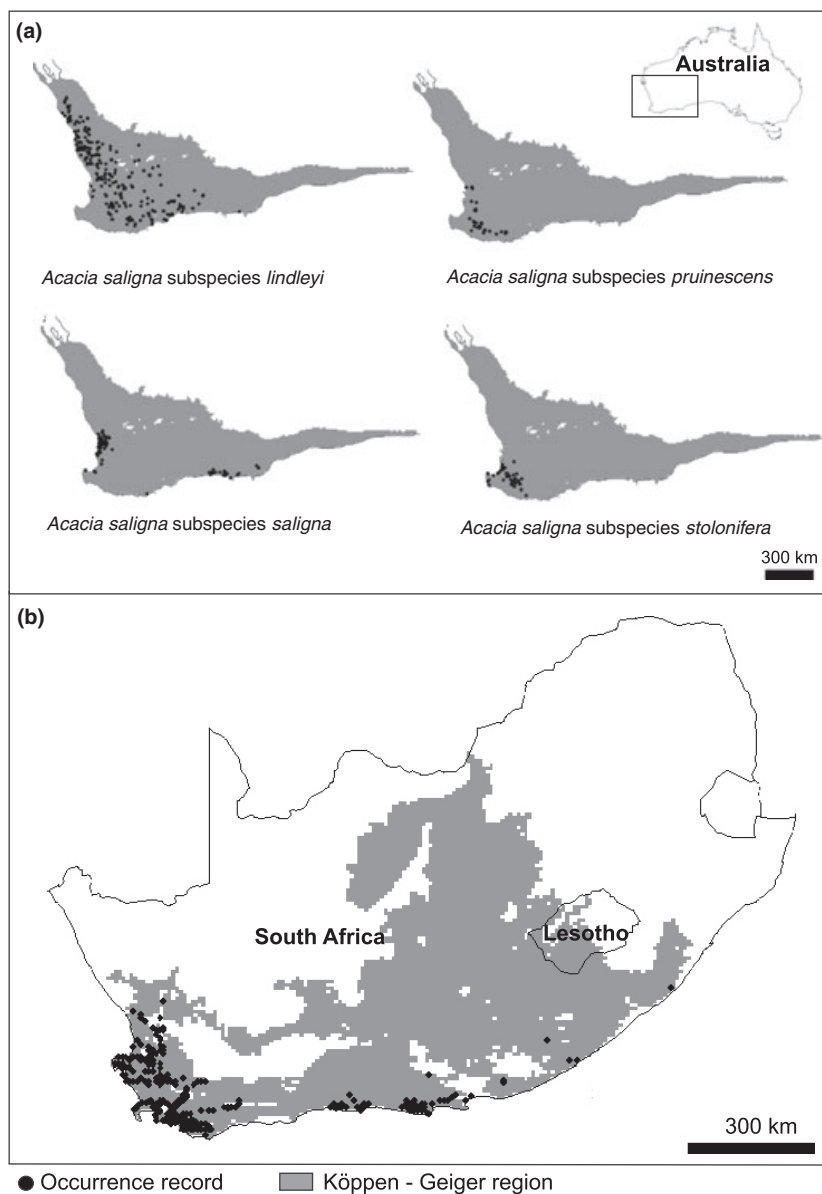 (a)
Australia
Acacia saligna subspecies lindleyi
Acacia saligna subspecies pruinescens
Acacia saligna subspecies saligna
Acacia saligna subspecies stolonifera
300 km
(b)
South Africa
Lesotho
300 km
Occurrence record
Köppen - Geiger region